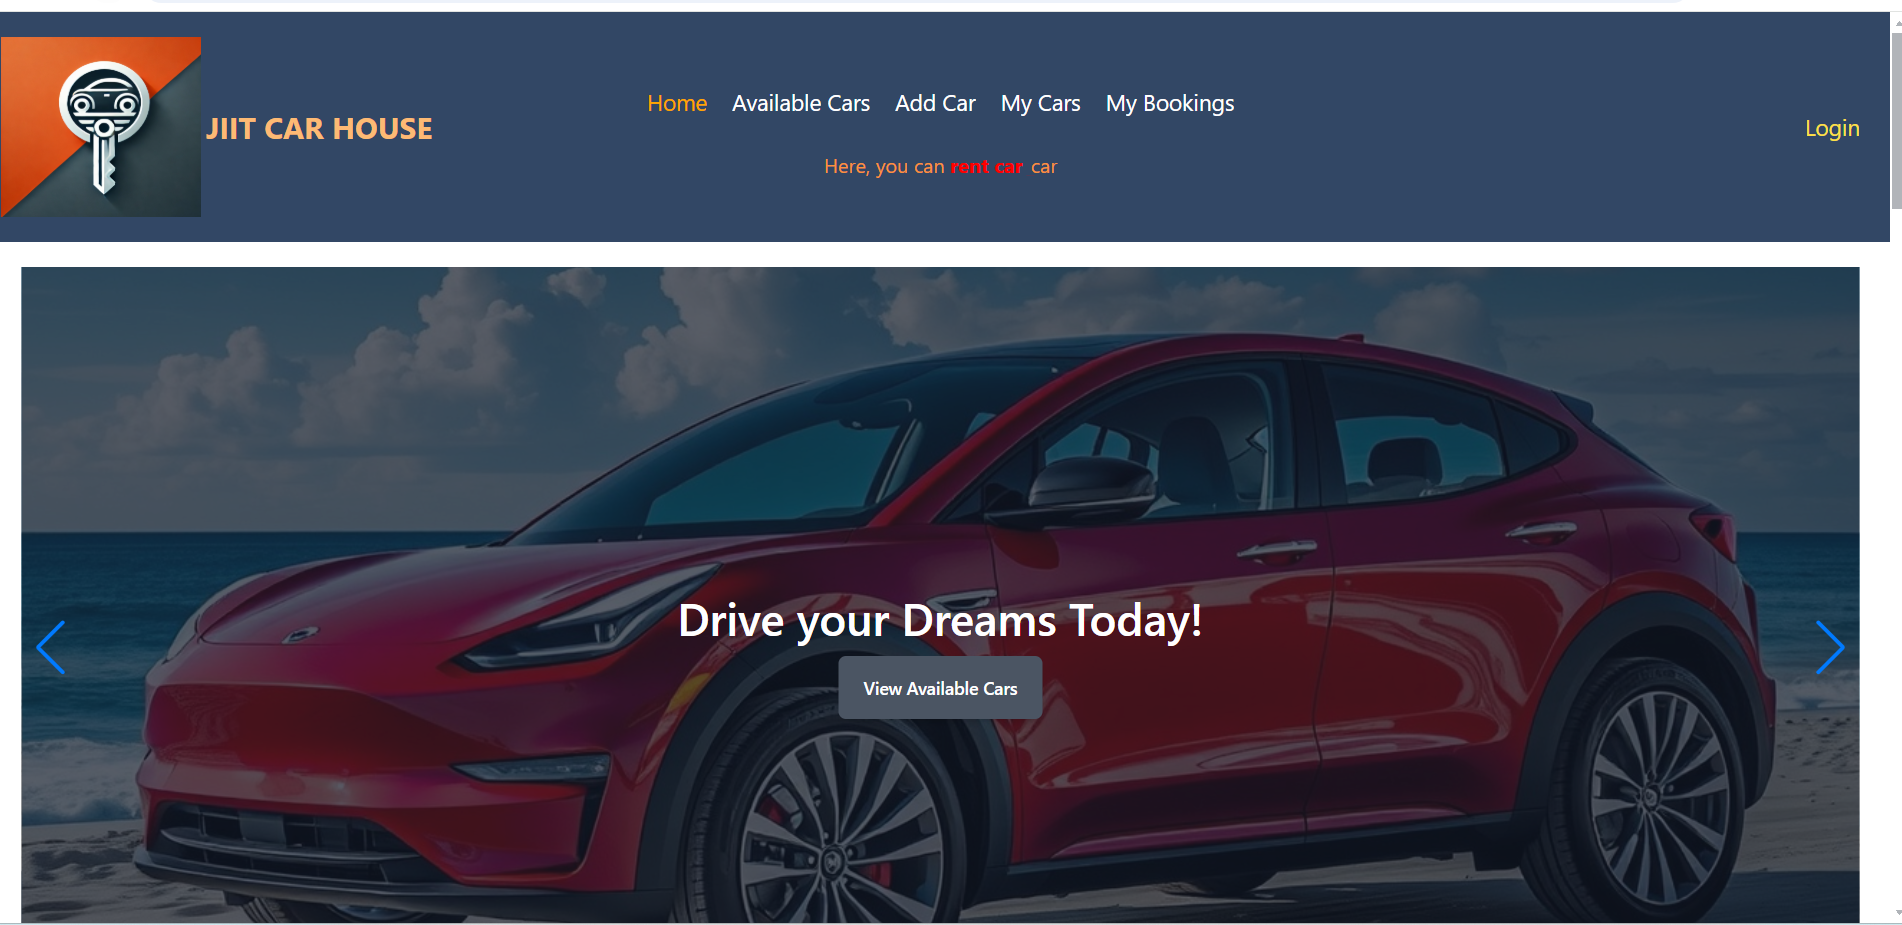 JIIT CAR HOUSE
Home Available Cars Add Car My Cars My Bookings
Here, you can rent car car
Login
Drive your Dreams Today!
View Available Cars